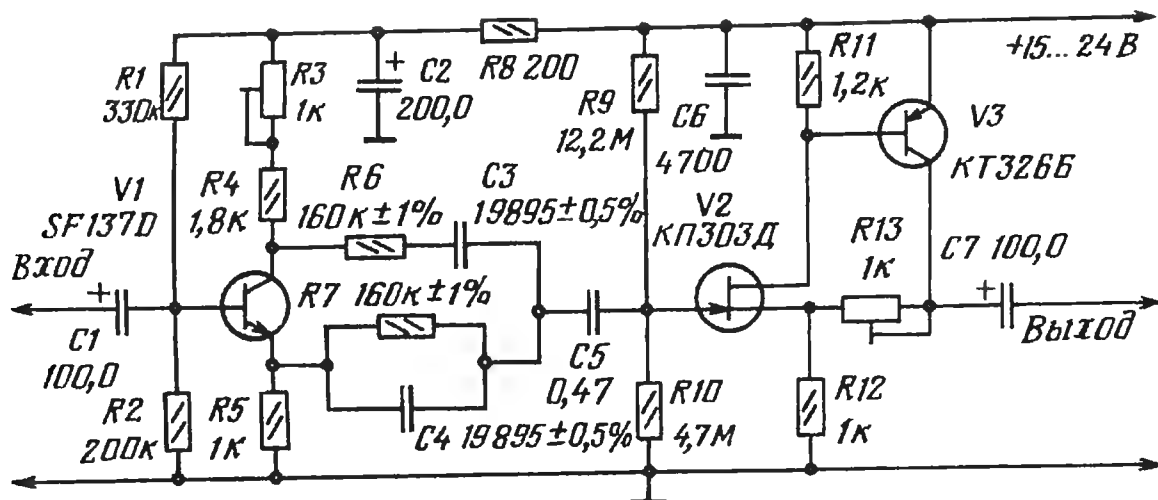 R1
330к
R3
1к
C2
200,0
R8 200
R9
12,2М
C6
4700
R11
1,2к
+15...24 В
V3
КТ326Б
V1
SF137D
R4
1,8к
R6
160к±1%
C3
19895±0,5%
V2
КП303Д
R13
1к
C7 100,0
Вход
C1
100,0
R7 160к±1%
C5
0,47
Выход
R2
200к
R5
1к
C4 19895±0,5%
R10
4,7М
R12
1к